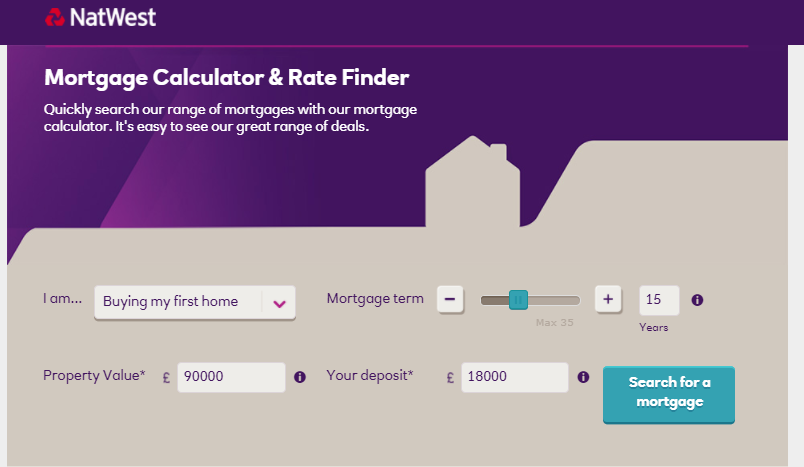 NatWest
Mortgage Calculator & Rate Finder
Quickly search our range of mortgages with our mortgage
calculator. It's easy to see our great range of deals.
I am... Buying my first home Mortgage term − + 15
Max 35
Years
Property Value* £ 90000 Your deposit* £ 18000
Search for a
mortgage